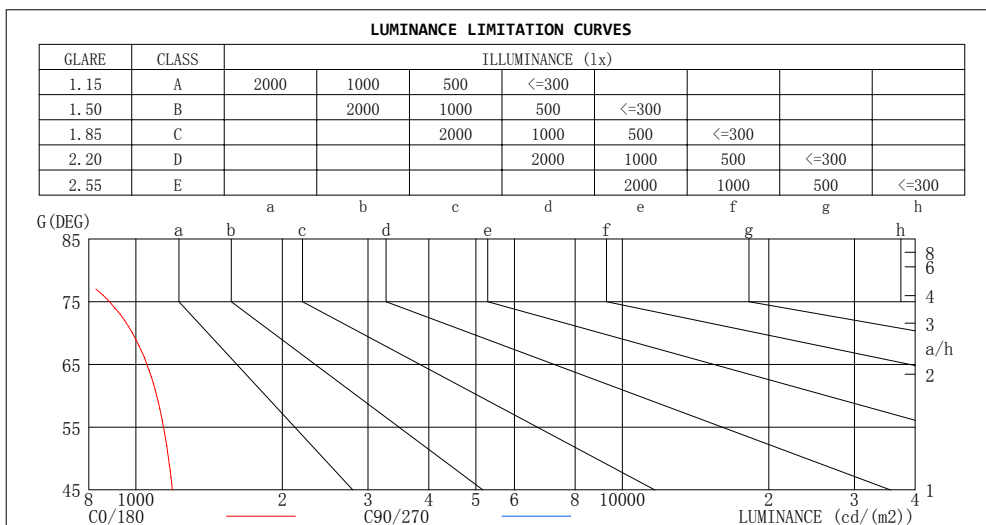 LUMINANCE LIMITATION CURVES
GLARE CLASS ILLUMINANCE (lx)
1.15 A 2000 1000 500 <=300
1.50 B 2000 1000 500 <=300
1.85 C 2000 1000 500 <=300
2.20 D 2000 1000 500 <=300
2.55 E 2000 1000 500 <=300
a b c d e f g h
G(DEG)
a b c d e f g h
85
8
6
75
4
3
a/h
65
2
55
45
1
8 1000 2 3 4 5 6 8 10000 2 3 4
C0/180 C90/270 LUMINANCE (cd/(m2))